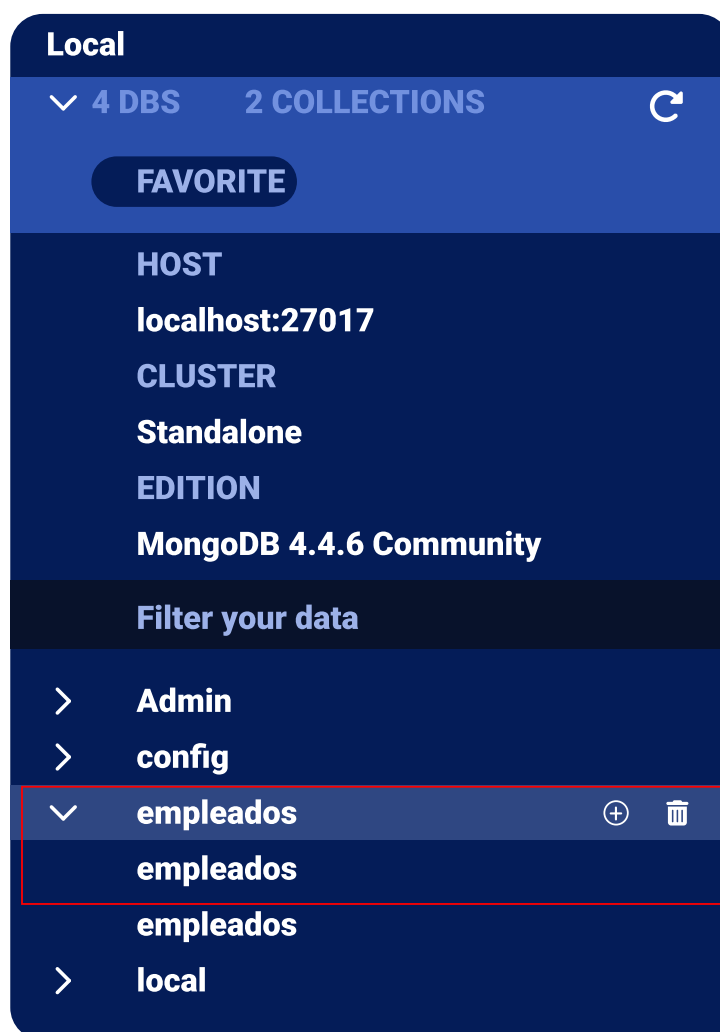 Local
4 DBS 2 COLLECTIONS
FAVORITE
HOST
localhost:27017
CLUSTER
Standalone
EDITION
MongoDB 4.4.6 Community
Filter your data
Admin
config
empleados
empleados
empleados
local